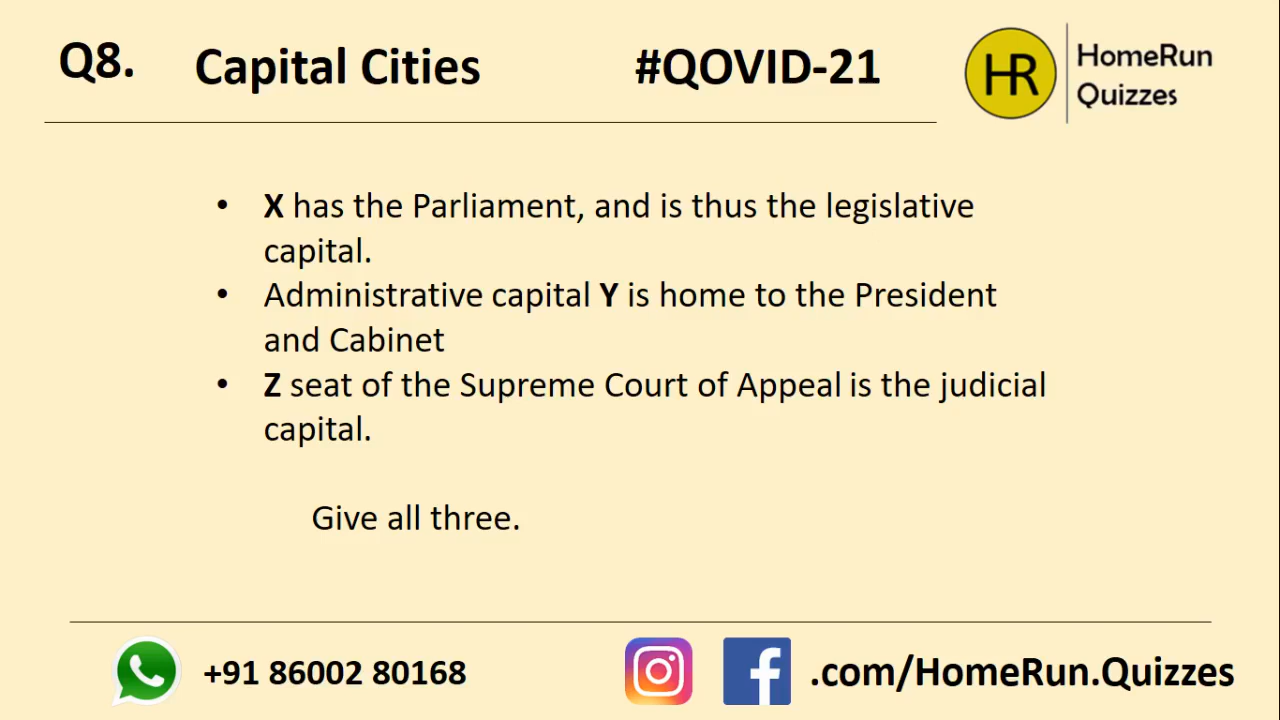 Q8. Capital Cities #QOVID-21
HR HomeRun
Quizzes
• X has the Parliament, and is thus the legislative
capital.
• Administrative capital Y is home to the President
and Cabinet
• Z seat of the Supreme Court of Appeal is the judicial
capital.
Give all three.
+91 86002 80168 f .com/HomeRun.Quizzes